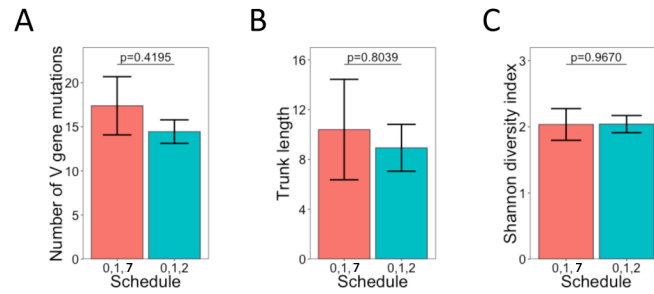 A
p=0.4195
Number of V gene mutations
20
15
10
5
0
0,1,7
0,1,2
Schedule
B
p=0.8039
Trunk length
16
12
8
4
0
0,1,7
0,1,2
Schedule
C
p=0.9670
Shannon diversity index
3
2
1
0
0,1,7
0,1,2
Schedule